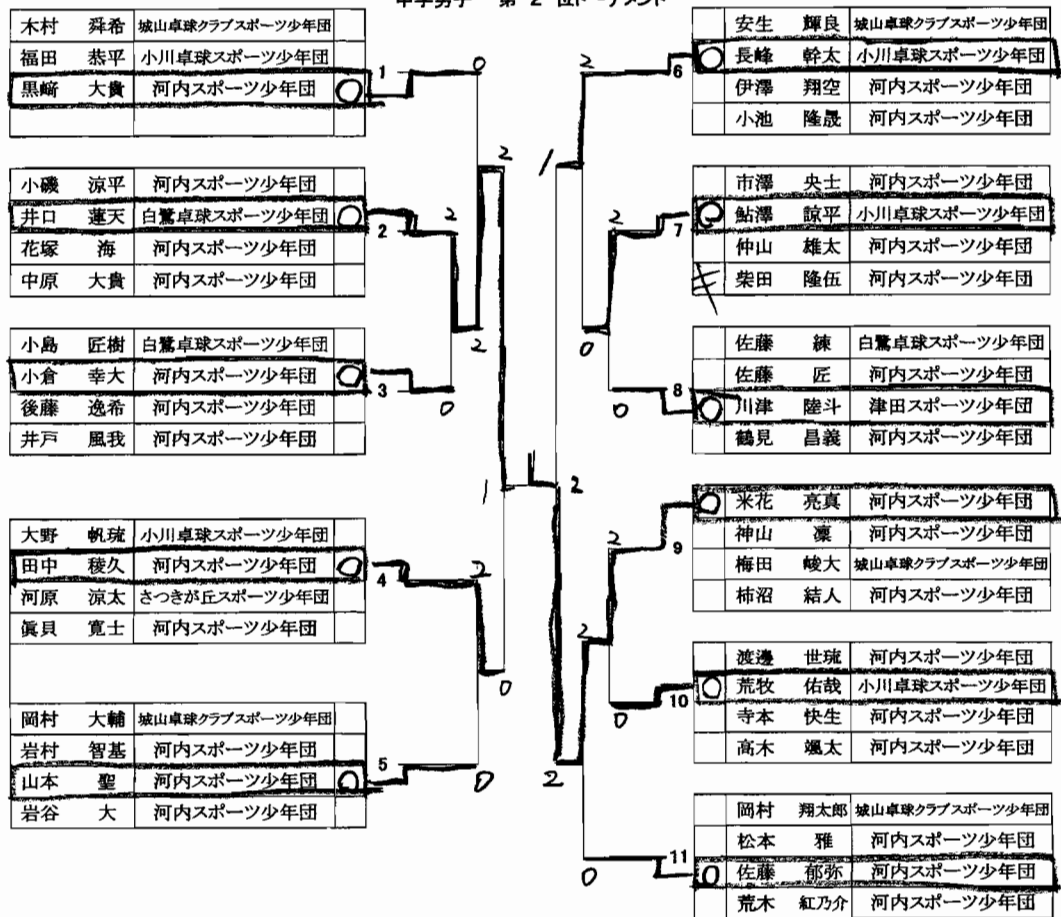 中学男子 第 2 位トーナメント
木村 舜希 城山卓球クラブスポーツ少年団
福田 恭平 小川卓球スポーツ少年団
黒﨑 大貴 河内スポーツ少年団 ○
1
0
小磯 涼平 河内スポーツ少年団
井口 蓮天 白鷺卓球スポーツ少年団 ○
花塚 海 河内スポーツ少年団
中原 大貴 河内スポーツ少年団
2
2
2
2
小島 匠樹 白鷺卓球スポーツ少年団
小倉 幸大 河内スポーツ少年団 ○
後藤 逸希 河内スポーツ少年団
井戸 風我 河内スポーツ少年団
3
0
1
大野 帆琉 小川卓球スポーツ少年団
田中 稜久 河内スポーツ少年団 ○
河原 涼太 さつきが丘スポーツ少年団
眞貝 寛士 河内スポーツ少年団
4
2
0
岡村 大輔 城山卓球クラブスポーツ少年団
岩村 智基 河内スポーツ少年団
山本 聖 河内スポーツ少年団 ○
岩谷 大 河内スポーツ少年団
5
0
安生 輝良 城山卓球クラブスポーツ少年団
○ 長峰 幹太 小川卓球スポーツ少年団
伊澤 翔空 河内スポーツ少年団
小池 隆晟 河内スポーツ少年団
6
2
1
市澤 央士 河内スポーツ少年団
○ 鮎澤 諒平 小川卓球スポーツ少年団
仲山 雄太 河内スポーツ少年団
柴田 隆伍 河内スポーツ少年団
7
2
0
佐藤 練 白鷺卓球スポーツ少年団
佐藤 匠 河内スポーツ少年団
○ 川津 陸斗 津田スポーツ少年団
鶴見 昌義 河内スポーツ少年団
8
0
2
○ 米花 亮真 河内スポーツ少年団
神山 凛 河内スポーツ少年団
梅田 峻大 城山卓球クラブスポーツ少年団
柿沼 結人 河内スポーツ少年団
9
2
2
渡邊 世琉 河内スポーツ少年団
○ 荒牧 佑哉 小川卓球スポーツ少年団
寺本 快生 河内スポーツ少年団
高木 颯太 河内スポーツ少年団
10
0
2
岡村 翔太郎 城山卓球クラブスポーツ少年団
松本 雅 河内スポーツ少年団
○ 佐藤 郁弥 河内スポーツ少年団
荒木 紅乃介 河内スポーツ少年団
11
0